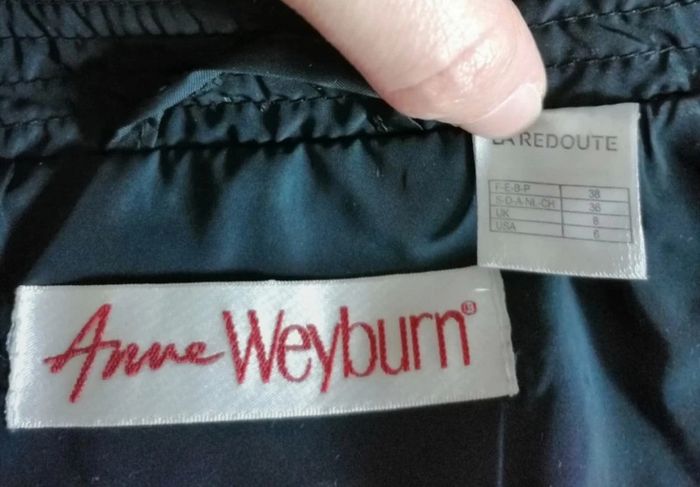 LA REDOUTE
F-E-B-P 38
S-D-A-NL-CH 36
UK 8
USA 6
Anne Weyburn®